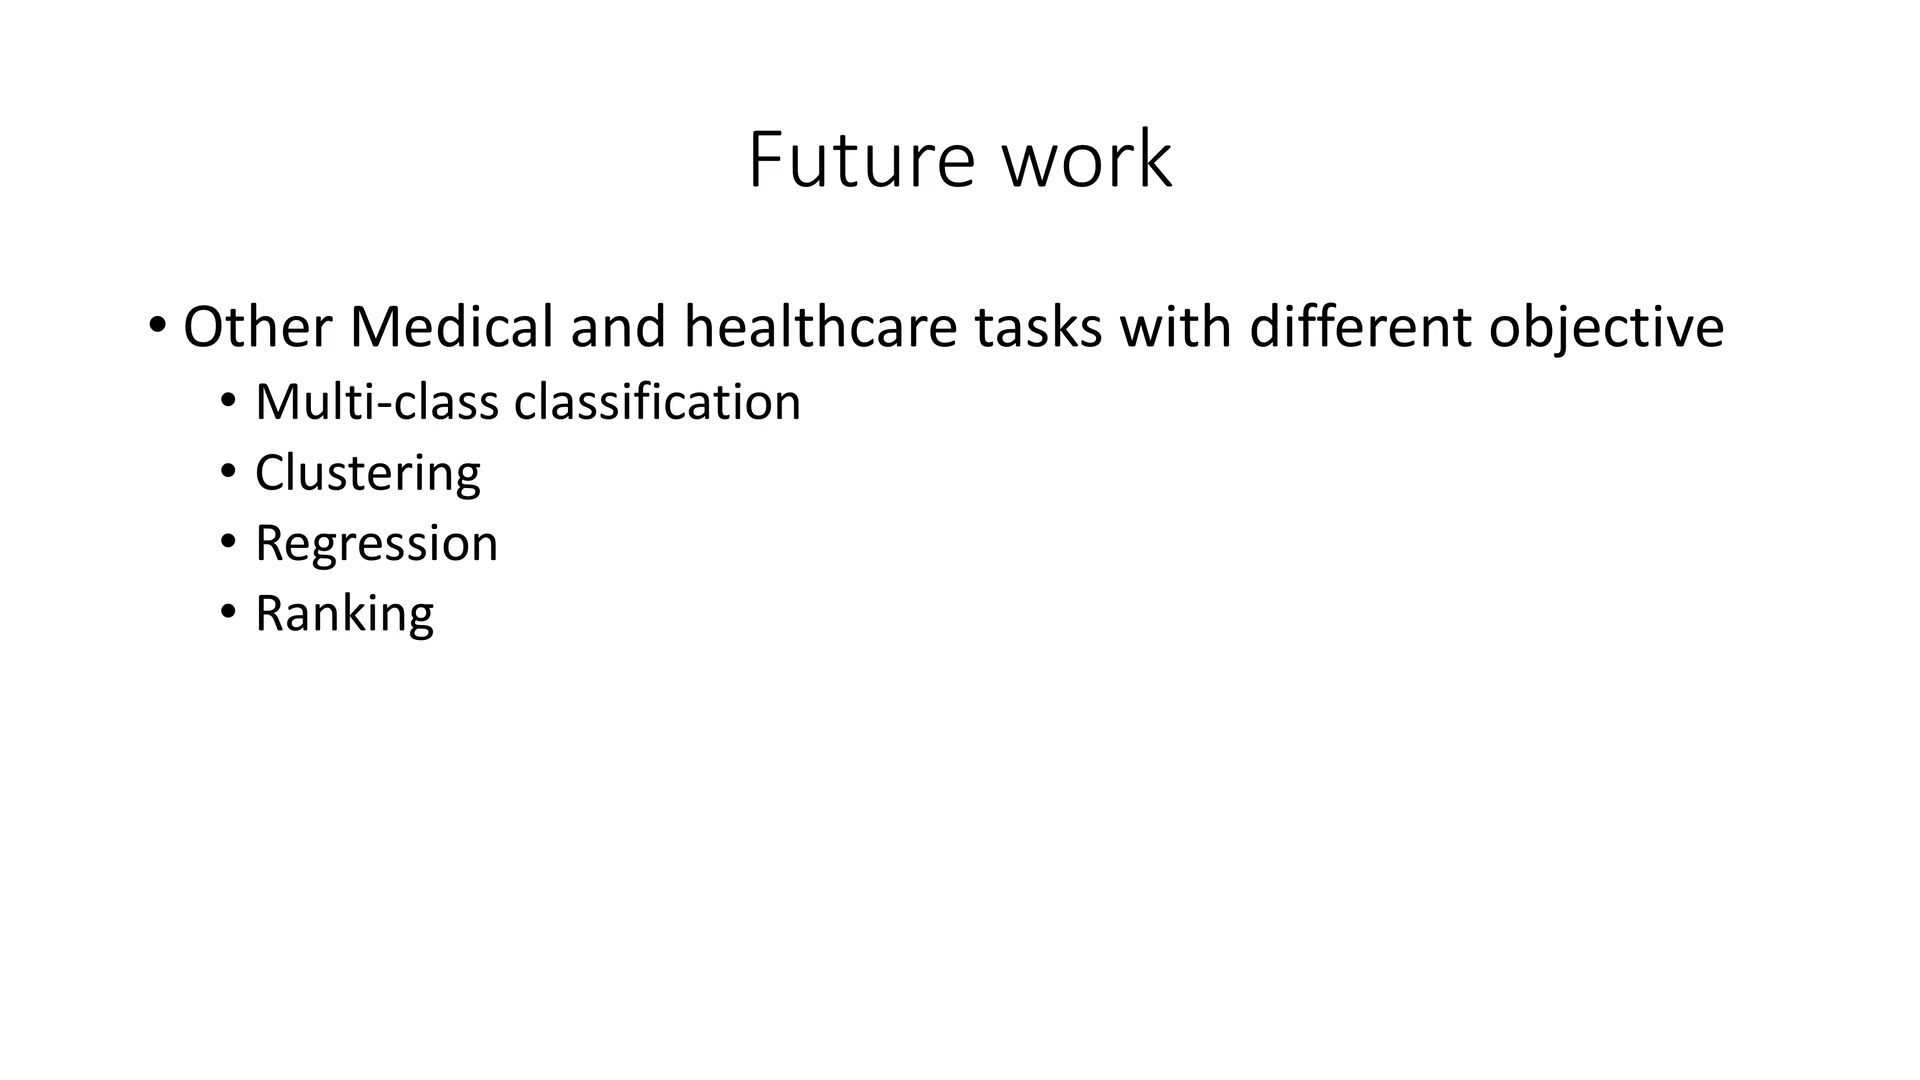 Future work
• Other Medical and healthcare tasks with different objective
• Multi-class classification
• Clustering
• Regression
• Ranking